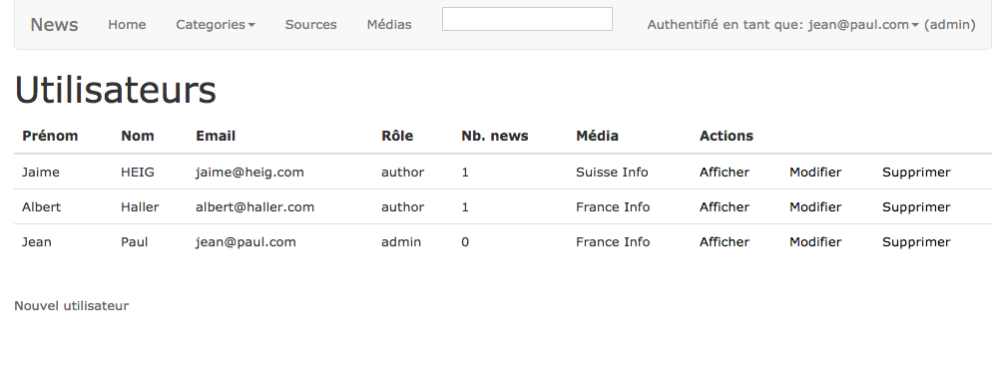 News Home Categories Sources Médias Authentifié en tant que: jean@paul.com (admin)
Utilisateurs
Prénom Nom Email Rôle Nb. news Média Actions
Jaime HEIG jaime@heig.com author 1 Suisse Info Afficher Modifier Supprimer
Albert Haller albert@haller.com author 1 France Info Afficher Modifier Supprimer
Jean Paul jean@paul.com admin 0 France Info Afficher Modifier Supprimer
Nouvel utilisateur